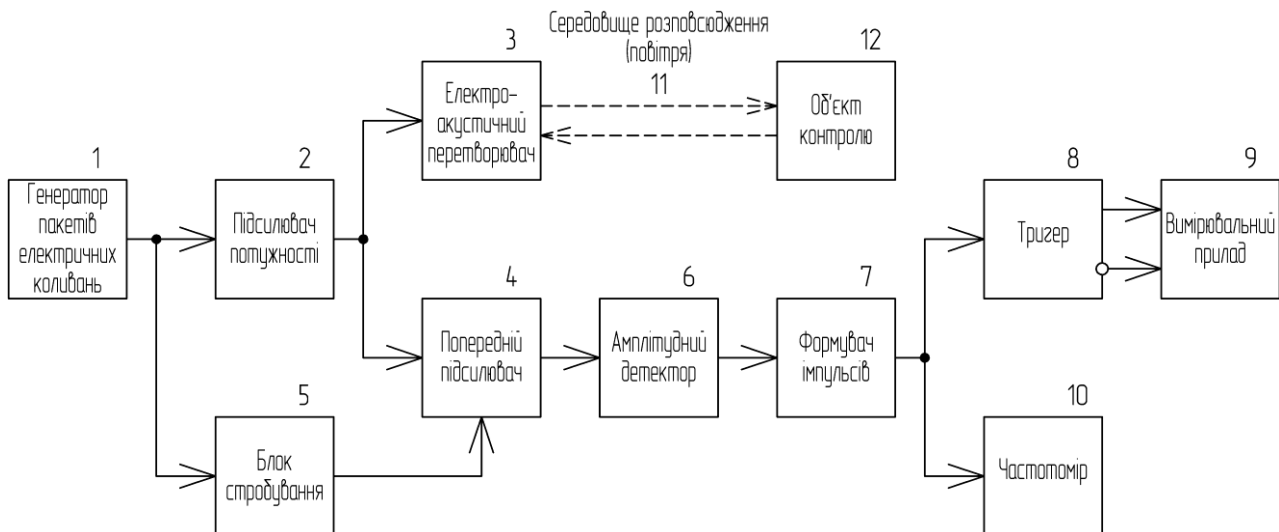 Середовище розповсюдження
(повітря)
11
3
Електро-
акустичний
перетворювач
12
Об'єкт
контролю
1
Генератор
пакетів
електричних
коливань
2
Підсилювач
потужності
8
Тригер
9
Вимірювальний
прилад
4
Попередній
підсилювач
6
Амплітудний
детектор
7
Формувач
імпульсів
5
Блок
стробування
10
Частотомір